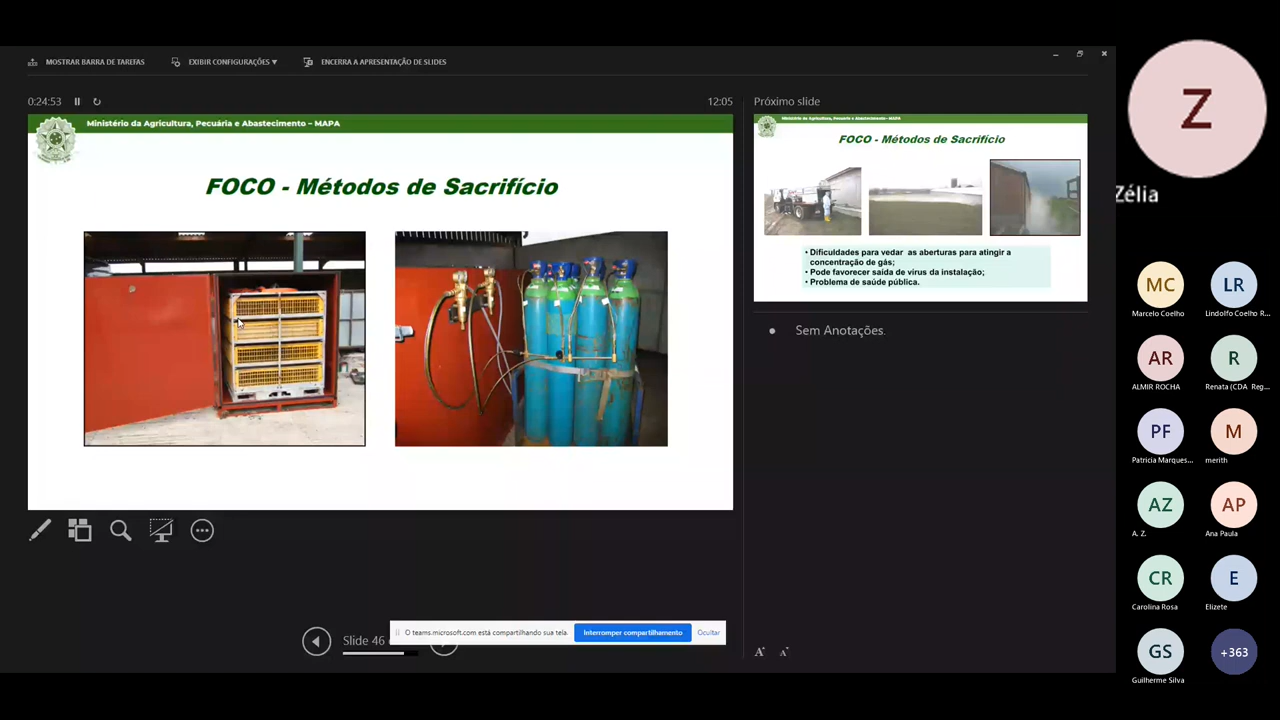 MOSTRAR BARRA DE TAREFAS
EXIBIR CONFIGURAÇÕES ▼
ENCERRA A APRESENTAÇÃO DE SLIDES
0:24:53
12:05
Próximo slide
Ministério da Agricultura, Pecuária e Abastecimento – MAPA
FOCO - Métodos de Sacrifício
Ministério da Agricultura, Pecuária e Abastecimento – MAPA
FOCO - Métodos de Sacrifício
• Dificuldades para vedar as aberturas para atingir a
concentração de gás;
• Pode favorecer saída de vírus da instalação;
• Problema de saúde pública.
• Sem Anotações.
Slide 46
O teams.microsoft.com está compartilhando sua tela.
Interromper compartilhamento
Ocultar
A
A
Z
Zélia
MC
LR
Marcelo Coelho
Lindolfo Coelho R...
AR
R
ALMIR ROCHA
Renata (CDA Reg...
PF
M
Patricia Marques...
merith
AZ
AP
A. Z.
Ana Paula
CR
E
Carolina Rosa
Elizete
GS
+363
Guilherme Silva